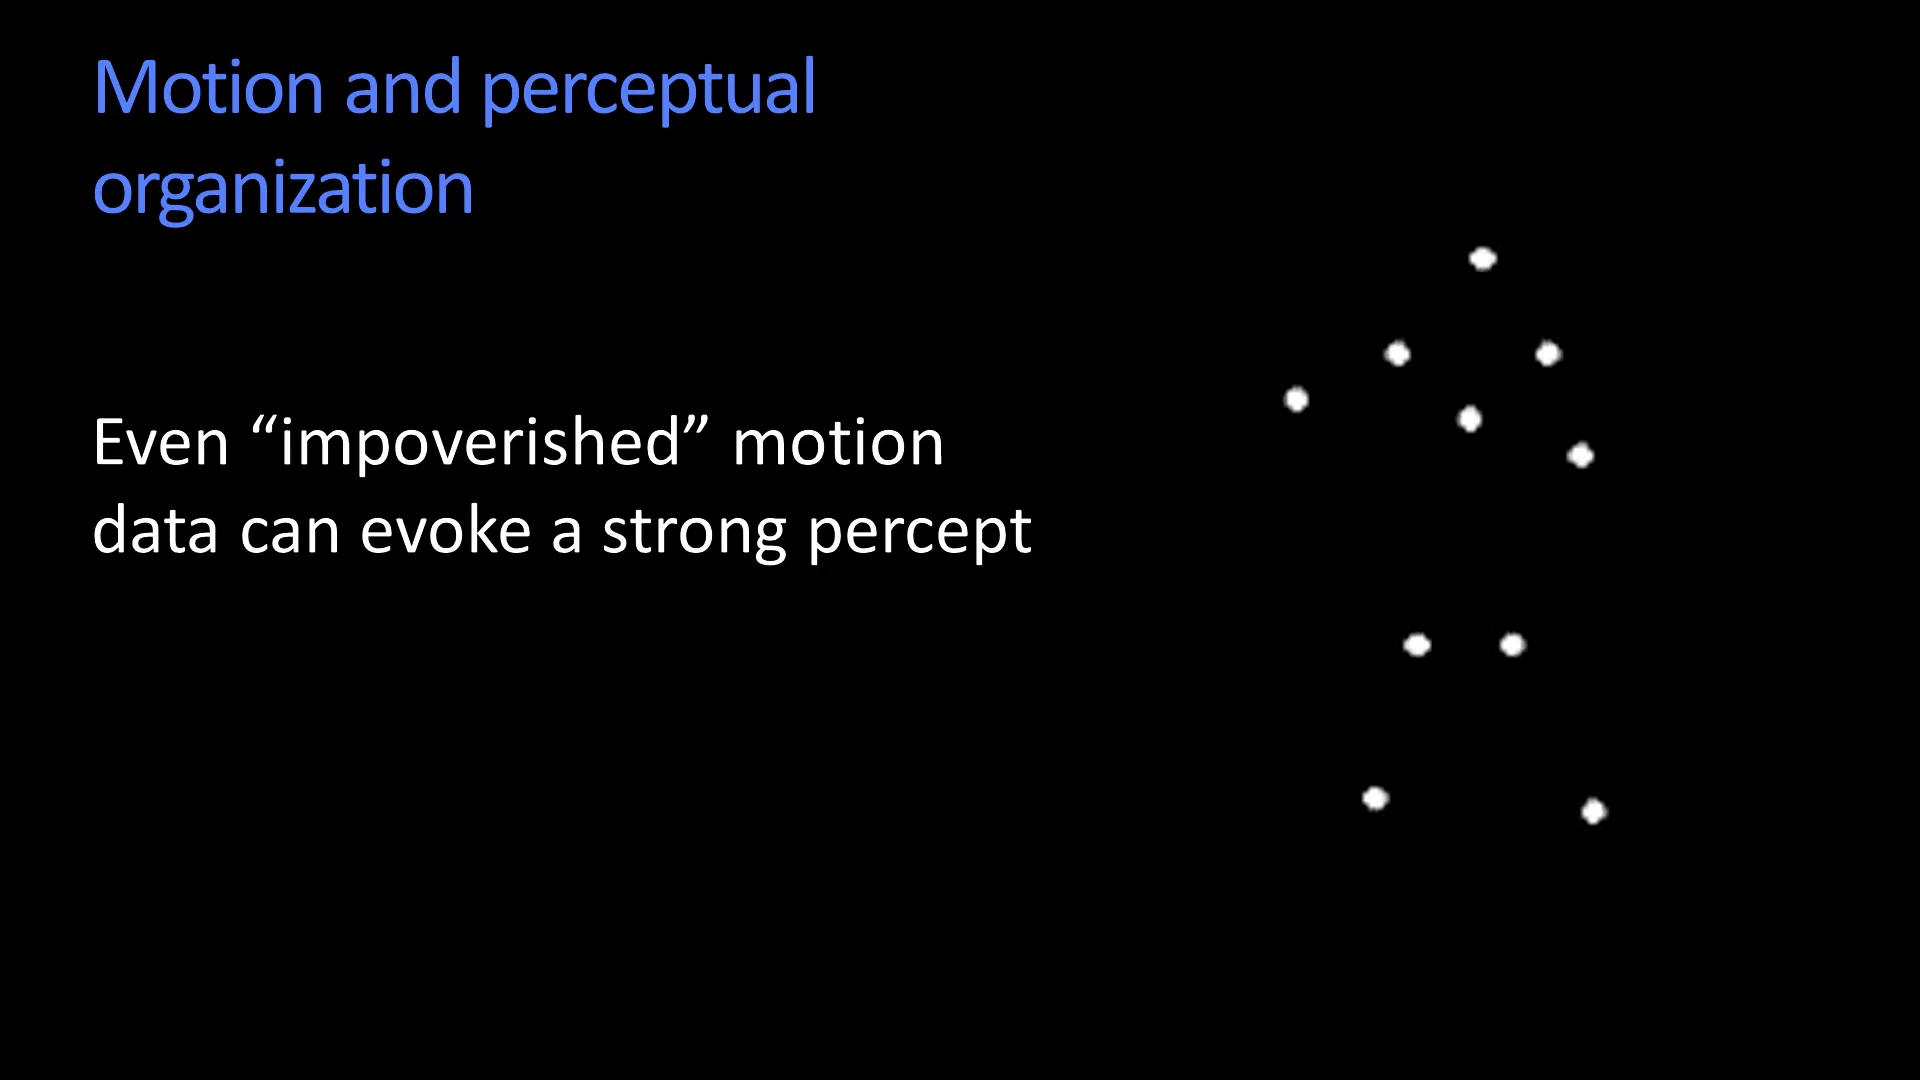 Motion and perceptual
organization
Even “impoverished” motion
data can evoke a strong percept